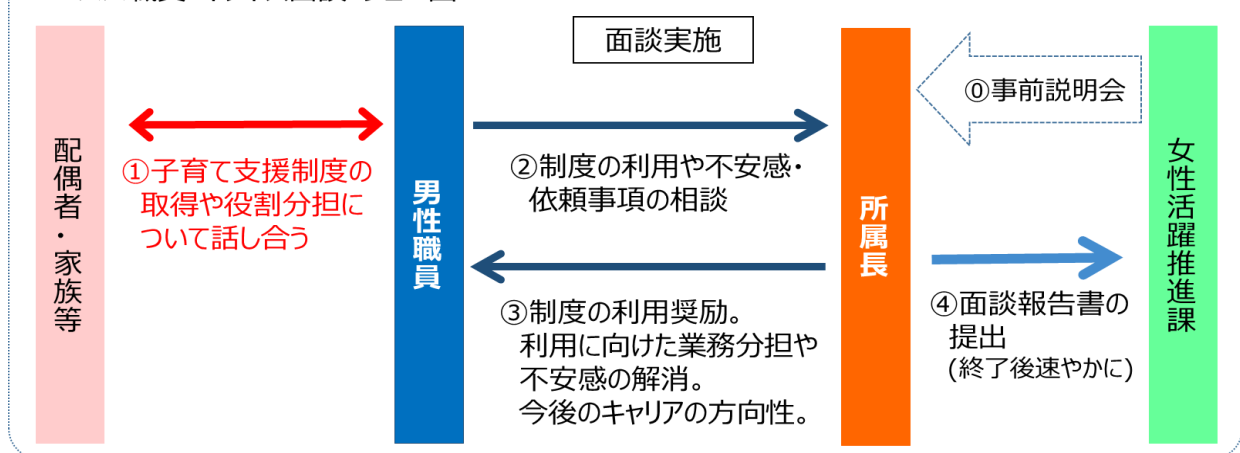 面談実施
⓪事前説明会
配偶者・家族等
①子育て支援制度の
取得や役割分担に
ついて話し合う
男性職員
②制度の利用や不安感・
依頼事項の相談
③制度の利用奨励。
利用に向けた業務分担や
不安感の解消。
今後のキャリアの方向性。
所属長
④面談報告書の
提出
(終了後速やかに)
女性活躍推進課